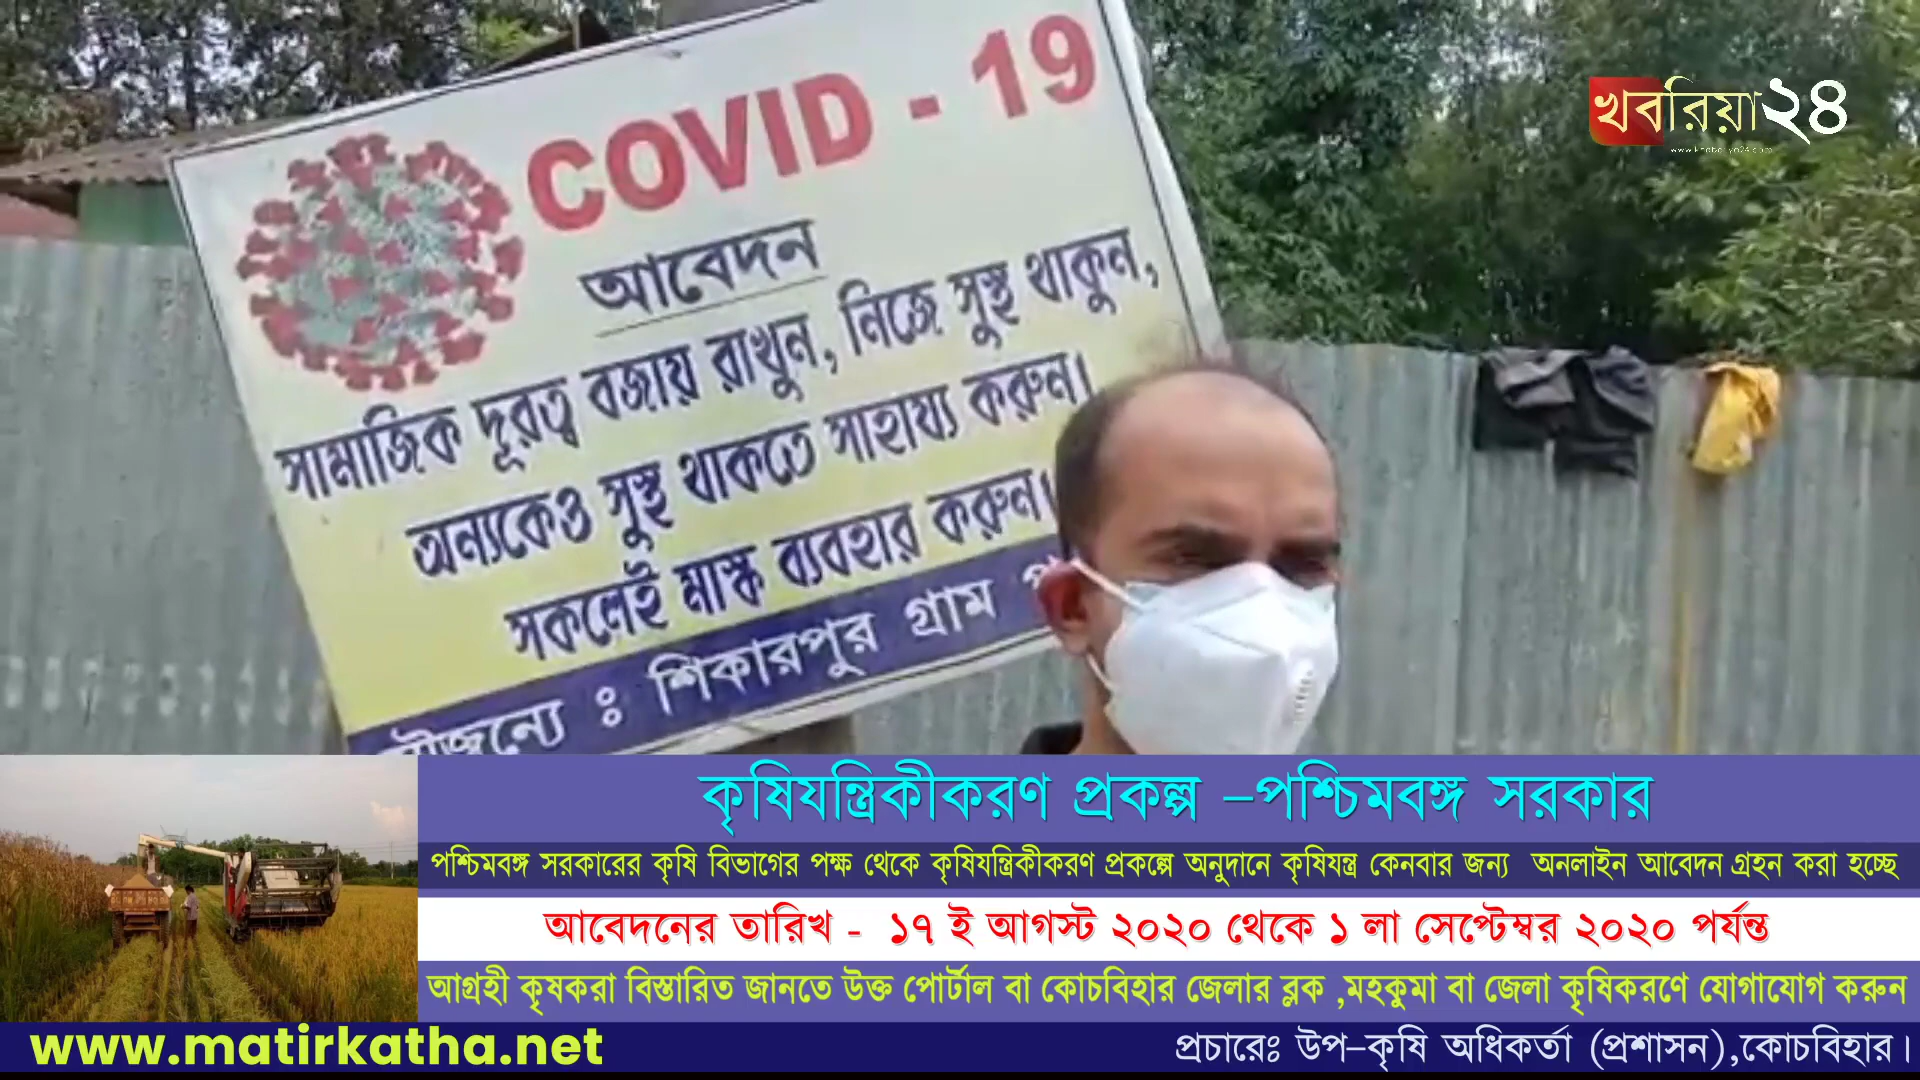 খবরিয়া২৪
COVID - 19
আবেদন
সামাজিক দূরত্ব বজায় রাখুন, নিজে সুস্থ থাকুন,
অন্যকেও সুস্থ থাকতে সাহায্য করুন।
সকলেই মাস্ক ব্যবহার করুন।
সৌজন্যে ঃ শিকারপুর গ্রাম
কৃষিযন্ত্রিকীকরণ প্রকল্প –পশ্চিমবঙ্গ সরকার
পশ্চিমবঙ্গ সরকারের কৃষি বিভাগের পক্ষ থেকে কৃষিযন্ত্রিকীকরণ প্রকল্পে অনুদানে কৃষিযন্ত্র কেনবার জন্য অনলাইন আবেদন গ্রহন করা হচ্ছে
আবেদনের তারিখ - ১৭ ই আগস্ট ২০২০ থেকে ১ লা সেপ্টেম্বর ২০২০ পর্যন্ত
আগ্রহী কৃষকরা বিস্তারিত জানতে উক্ত পোর্টাল বা কোচবিহার জেলার ব্লক ,মহকুমা বা জেলা কৃষিকরণে যোগাযোগ করুন
www.matirkatha.net
প্রচারেঃ উপ–কৃষি অধিকর্তা (প্রশাসন),কোচবিহার।